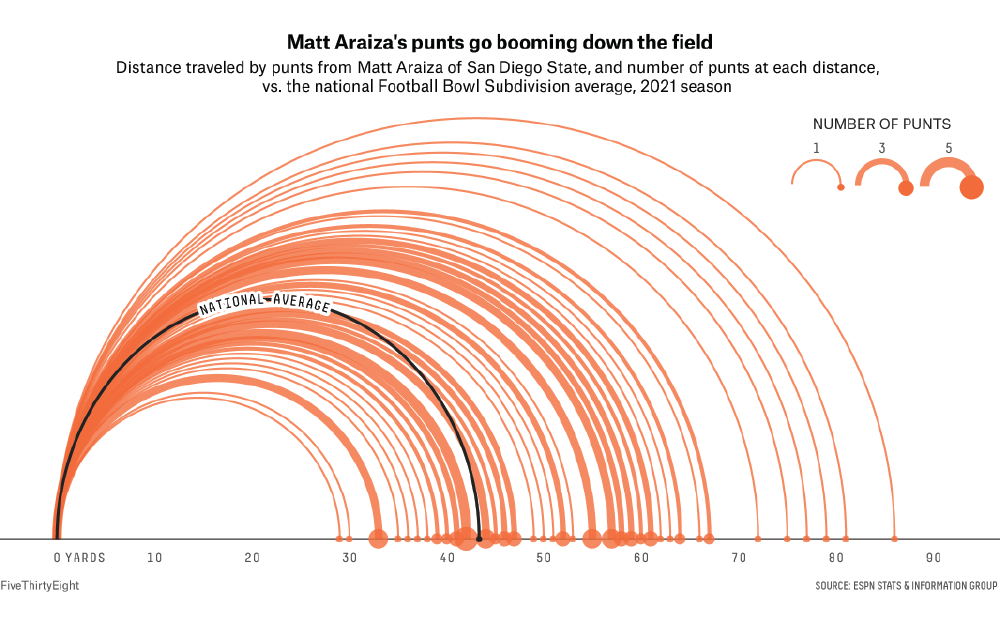 Matt Araiza's punts go booming down the field
Distance traveled by punts from Matt Araiza of San Diego State, and number of punts at each distance,
vs. the national Football Bowl Subdivision average, 2021 season
NUMBER OF PUNTS
1 3 5
NATIONAL AVERAGE
0 YARDS 10 20 30 40 50 60 70 80 90
FiveThirtyEight
SOURCE: ESPN STATS & INFORMATION GROUP